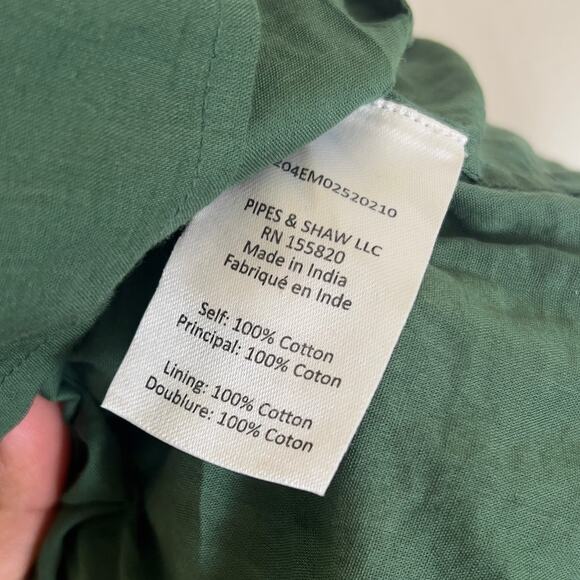 204EM02520210
PIPES & SHAW LLC
RN 155820
Made in India
Fabriqué en Inde
Self: 100% Cotton
Principal: 100% Coton
Lining: 100% Cotton
Doublure: 100% Coton